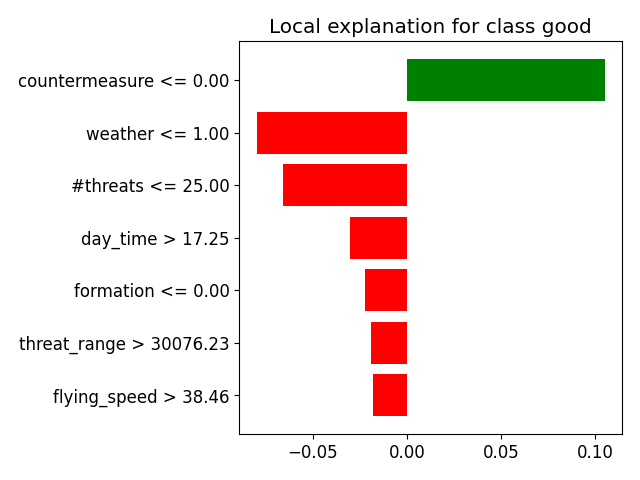 Local explanation for class good
countermeasure <= 0.00
weather <= 1.00
#threats <= 25.00
day_time > 17.25
formation <= 0.00
threat_range > 30076.23
flying_speed > 38.46
−0.05 0.00 0.05 0.10